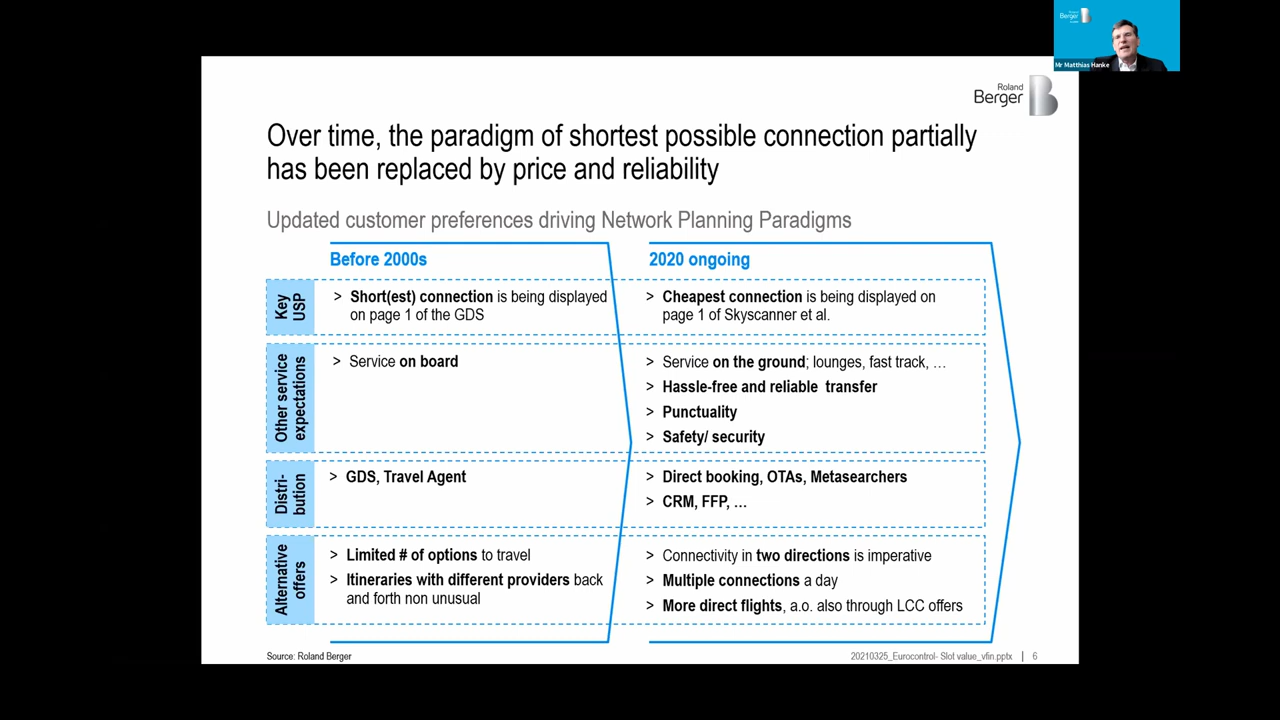 Roland
Berger
Mr Matthias Hanke
Roland
Berger
Over time, the paradigm of shortest possible connection partially
has been replaced by price and reliability
Updated customer preferences driving Network Planning Paradigms
Before 2000s
2020 ongoing
Key
USP
> Short(est) connection is being displayed
on page 1 of the GDS
> Cheapest connection is being displayed on
page 1 of Skyscanner et al.
Other service
expectations
> Service on board
> Service on the ground; lounges, fast track, …
> Hassle-free and reliable transfer
> Punctuality
> Safety/ security
Distri-
bution
> GDS, Travel Agent
> Direct booking, OTAs, Metasearchers
> CRM, FFP, …
Alternative
offers
> Limited # of options to travel
> Itineraries with different providers back
and forth non unusual
> Connectivity in two directions is imperative
> Multiple connections a day
> More direct flights, a.o. also through LCC offers
Source: Roland Berger
20210325_Eurocontrol- Slot value_vfin.pptx | 6